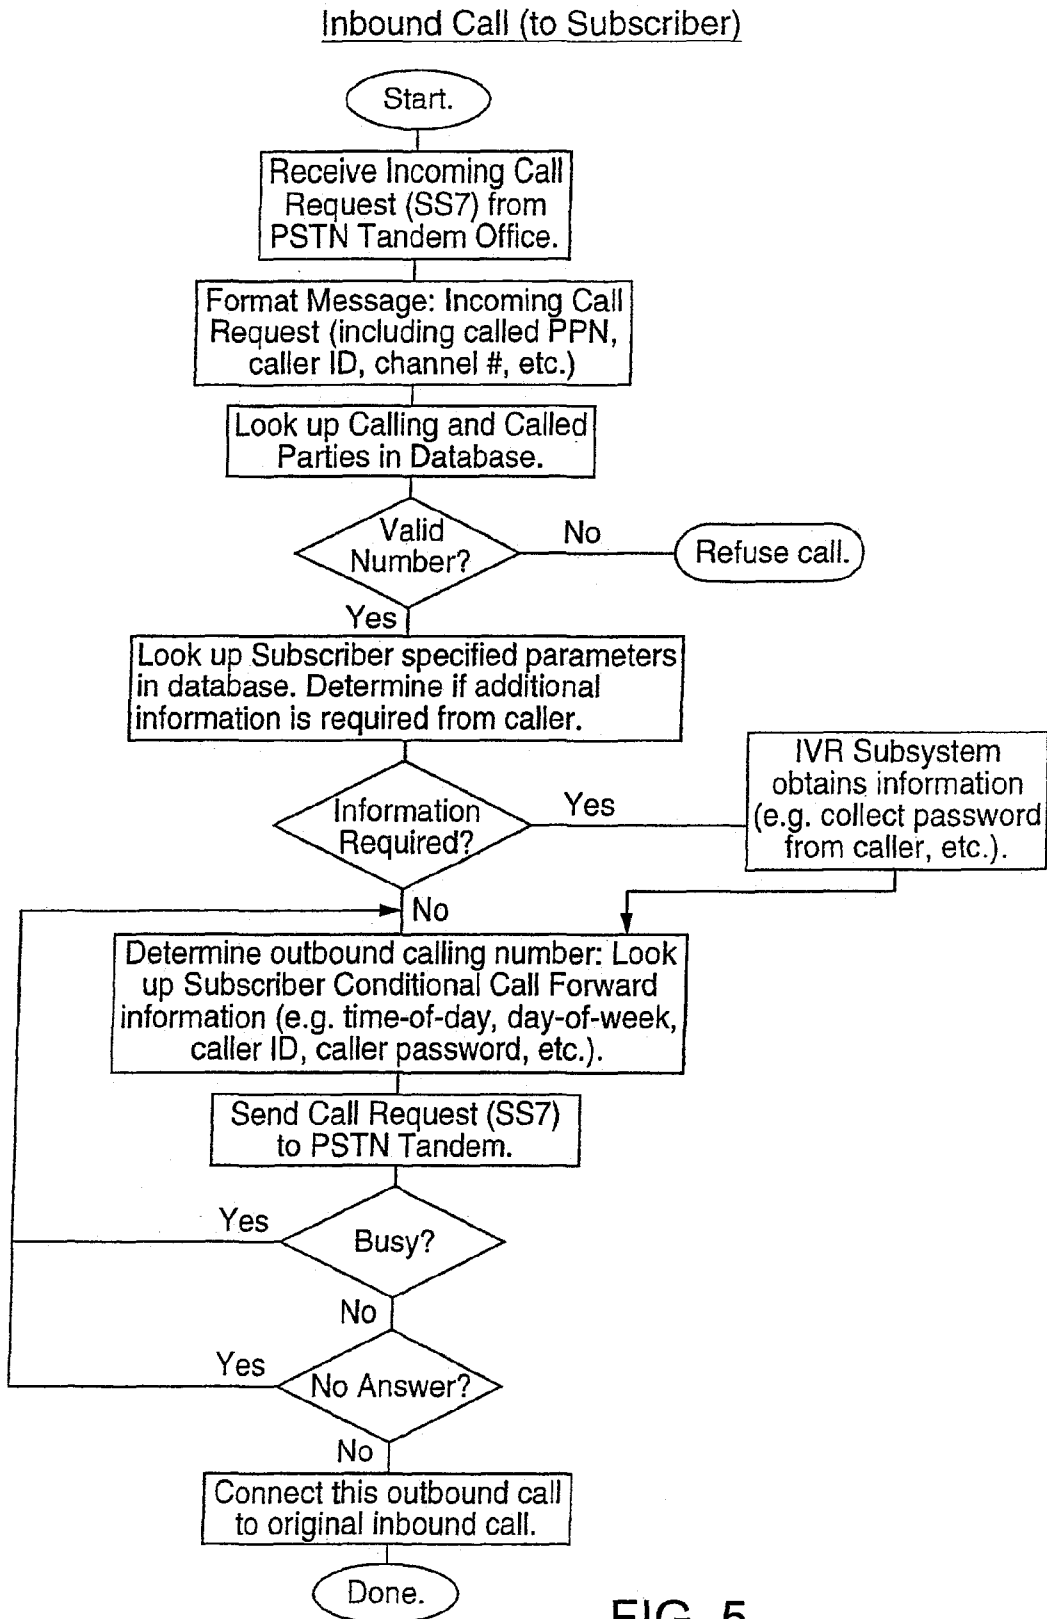 Inbound Call (to Subscriber)
Start.
Receive Incoming Call
Request (SS7) from
PSTN Tandem Office.
Format Message: Incoming Call
Request (including called PPN,
caller ID, channel #, etc.)
Look up Calling and Called
Parties in Database.
Valid
Number?
No
Refuse call.
Yes
Look up Subscriber specified parameters
in database. Determine if additional
information is required from caller.
Information
Required?
Yes
IVR Subsystem
obtains information
(e.g. collect password
from caller, etc.).
No
Determine outbound calling number: Look
up Subscriber Conditional Call Forward
information (e.g. time-of-day, day-of-week,
caller ID, caller password, etc.).
Send Call Request (SS7)
to PSTN Tandem.
Yes
Busy?
No
Yes
No Answer?
No
Connect this outbound call
to original inbound call.
Done.
FIG. 5